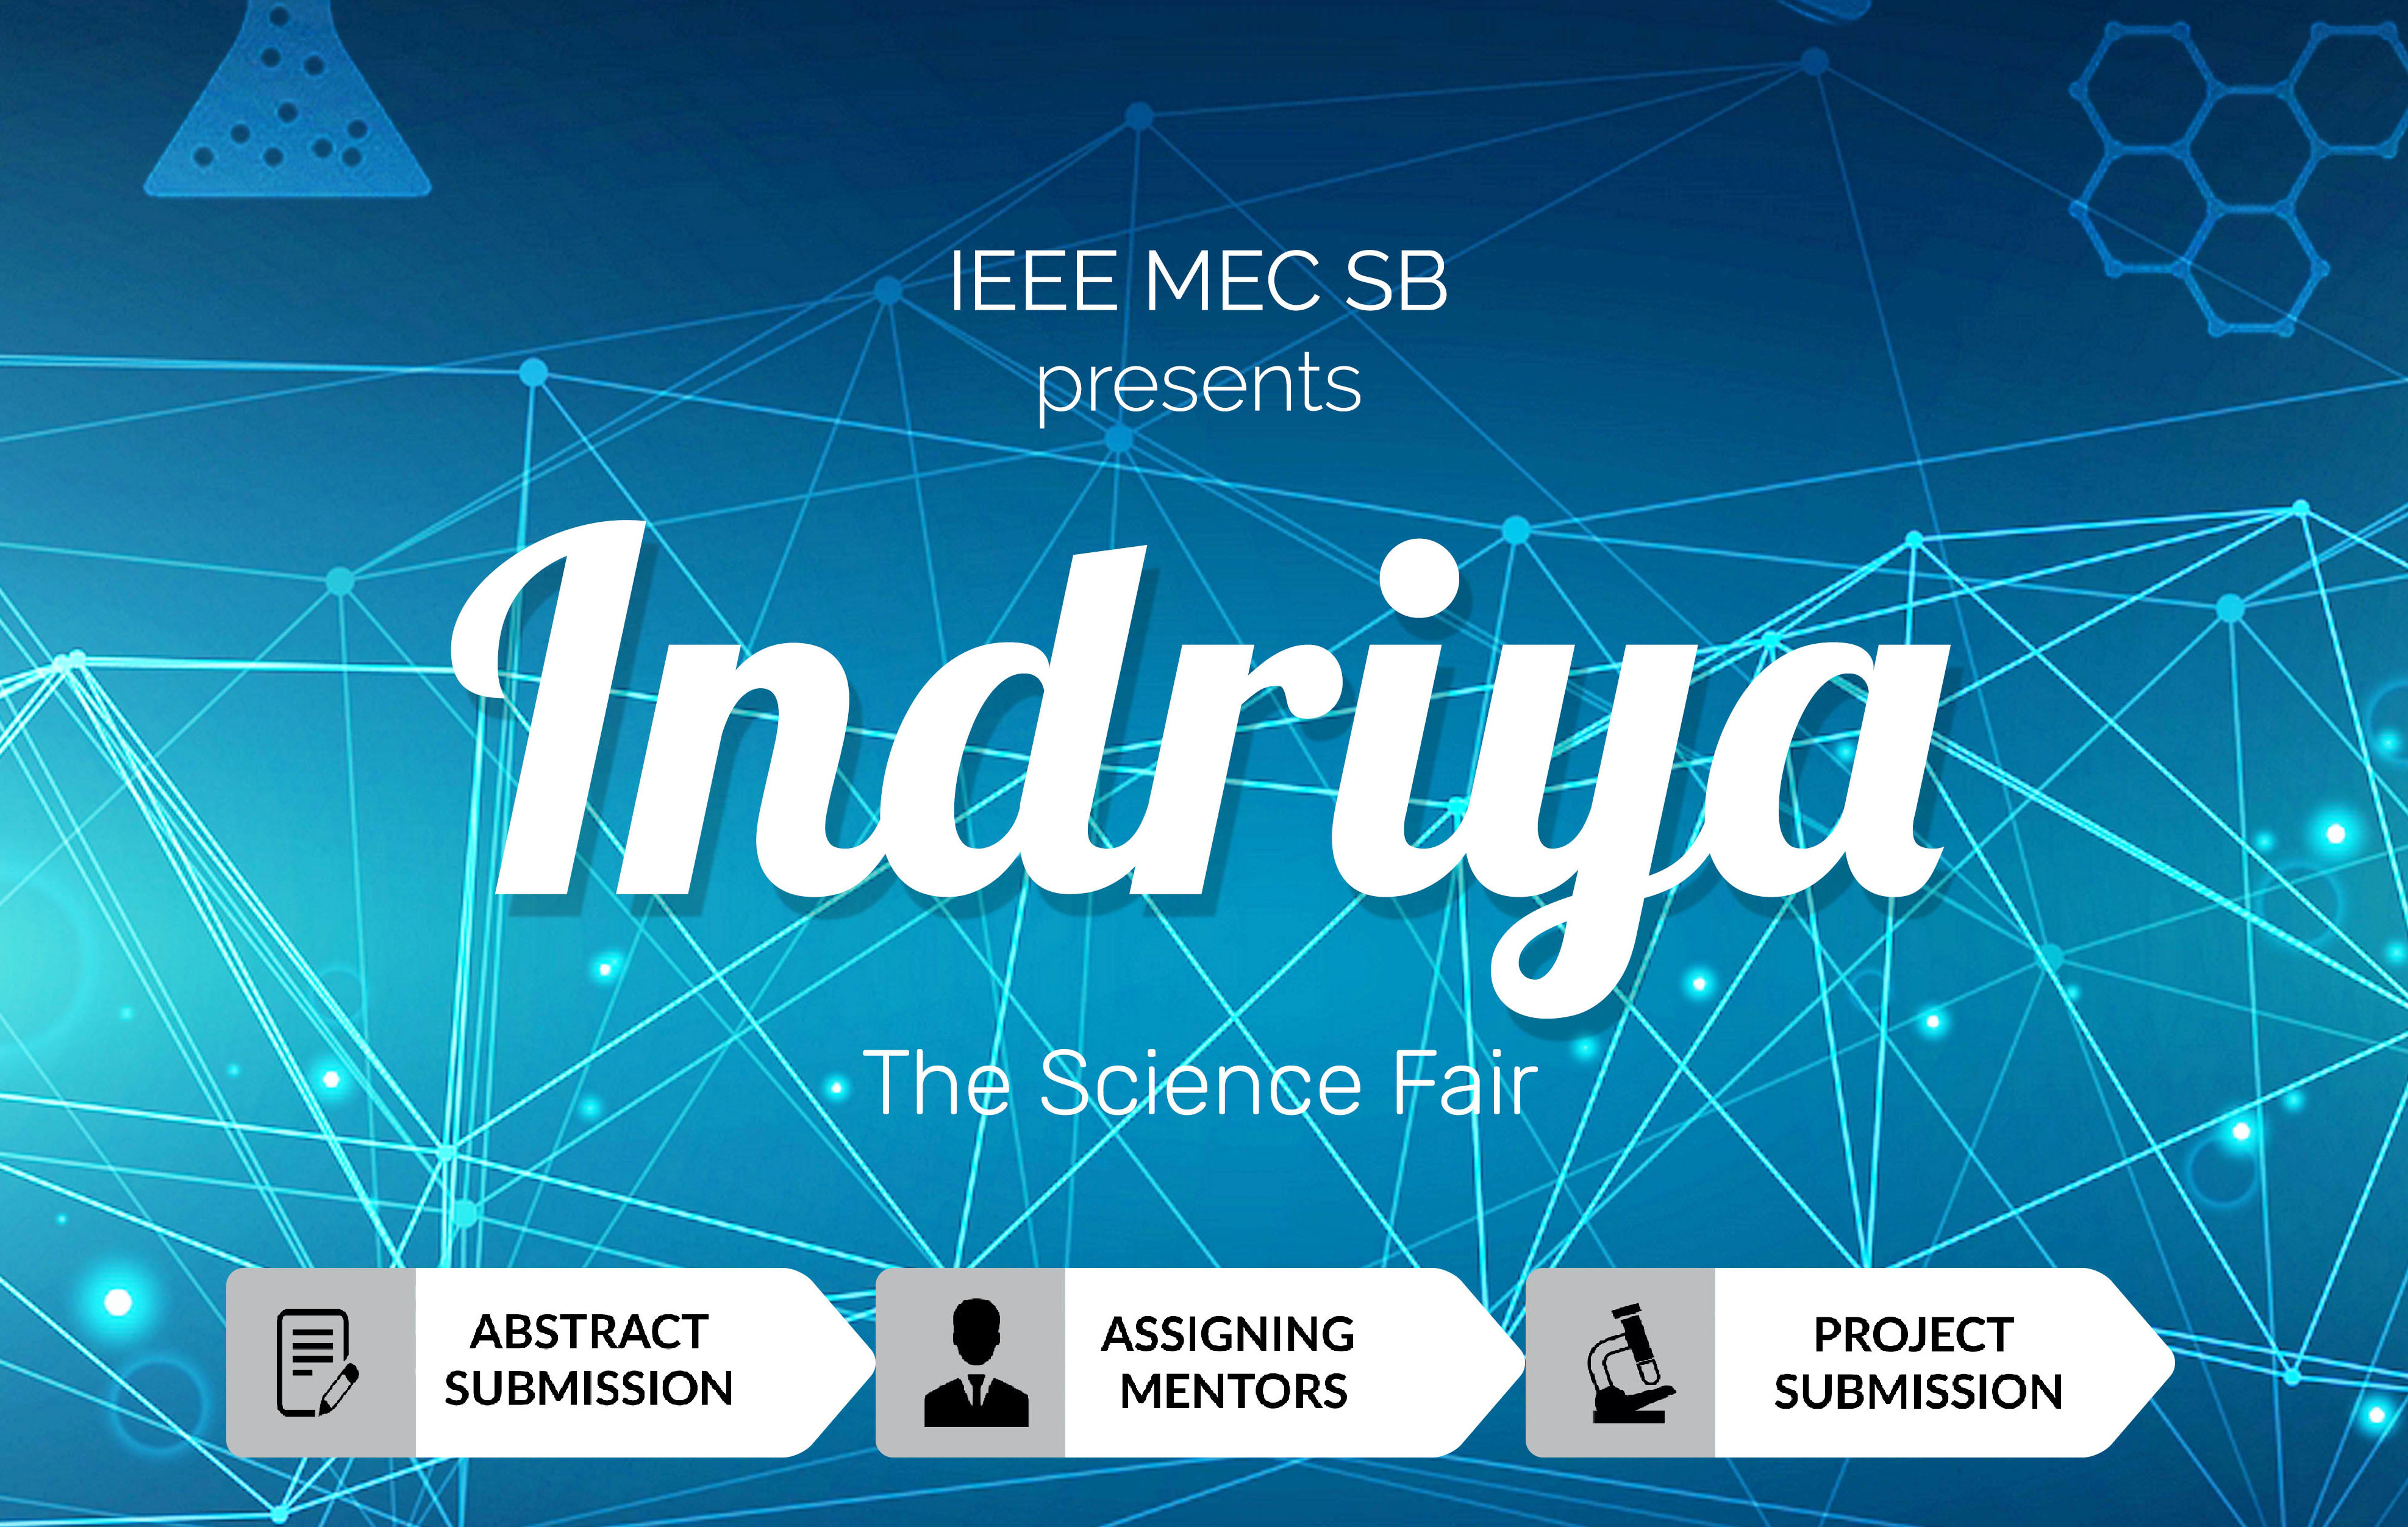 IEEE MEC SB
presents
Indriya
The Science Fair
ABSTRACT
SUBMISSION
ASSIGNING
MENTORS
PROJECT
SUBMISSION